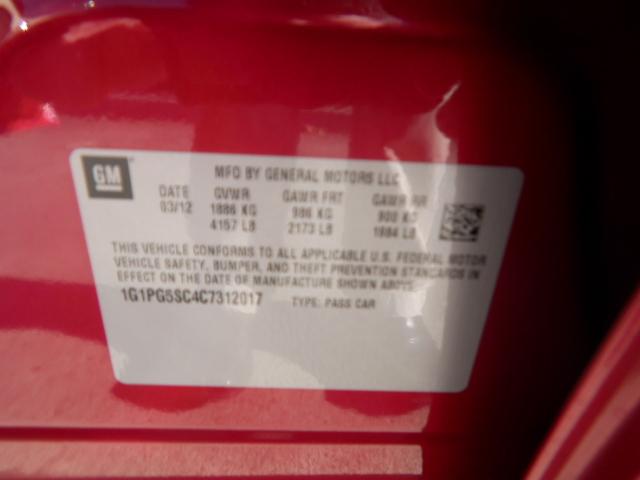 GM
MFD BY GENERAL MOTORS LLC
DATE GVWR GAWR FRT GAWR RR
03/12 1886 KG 986 KG 900 KG
4157 LB 2173 LB 1984 LB
THIS VEHICLE CONFORMS TO ALL APPLICABLE U.S. FEDERAL MOTOR
VEHICLE SAFETY, BUMPER, AND THEFT PREVENTION STANDARDS IN
EFFECT ON THE DATE OF MANUFACTURE SHOWN ABOVE.
1G1PG5SC4C7312017 TYPE: PASS CAR